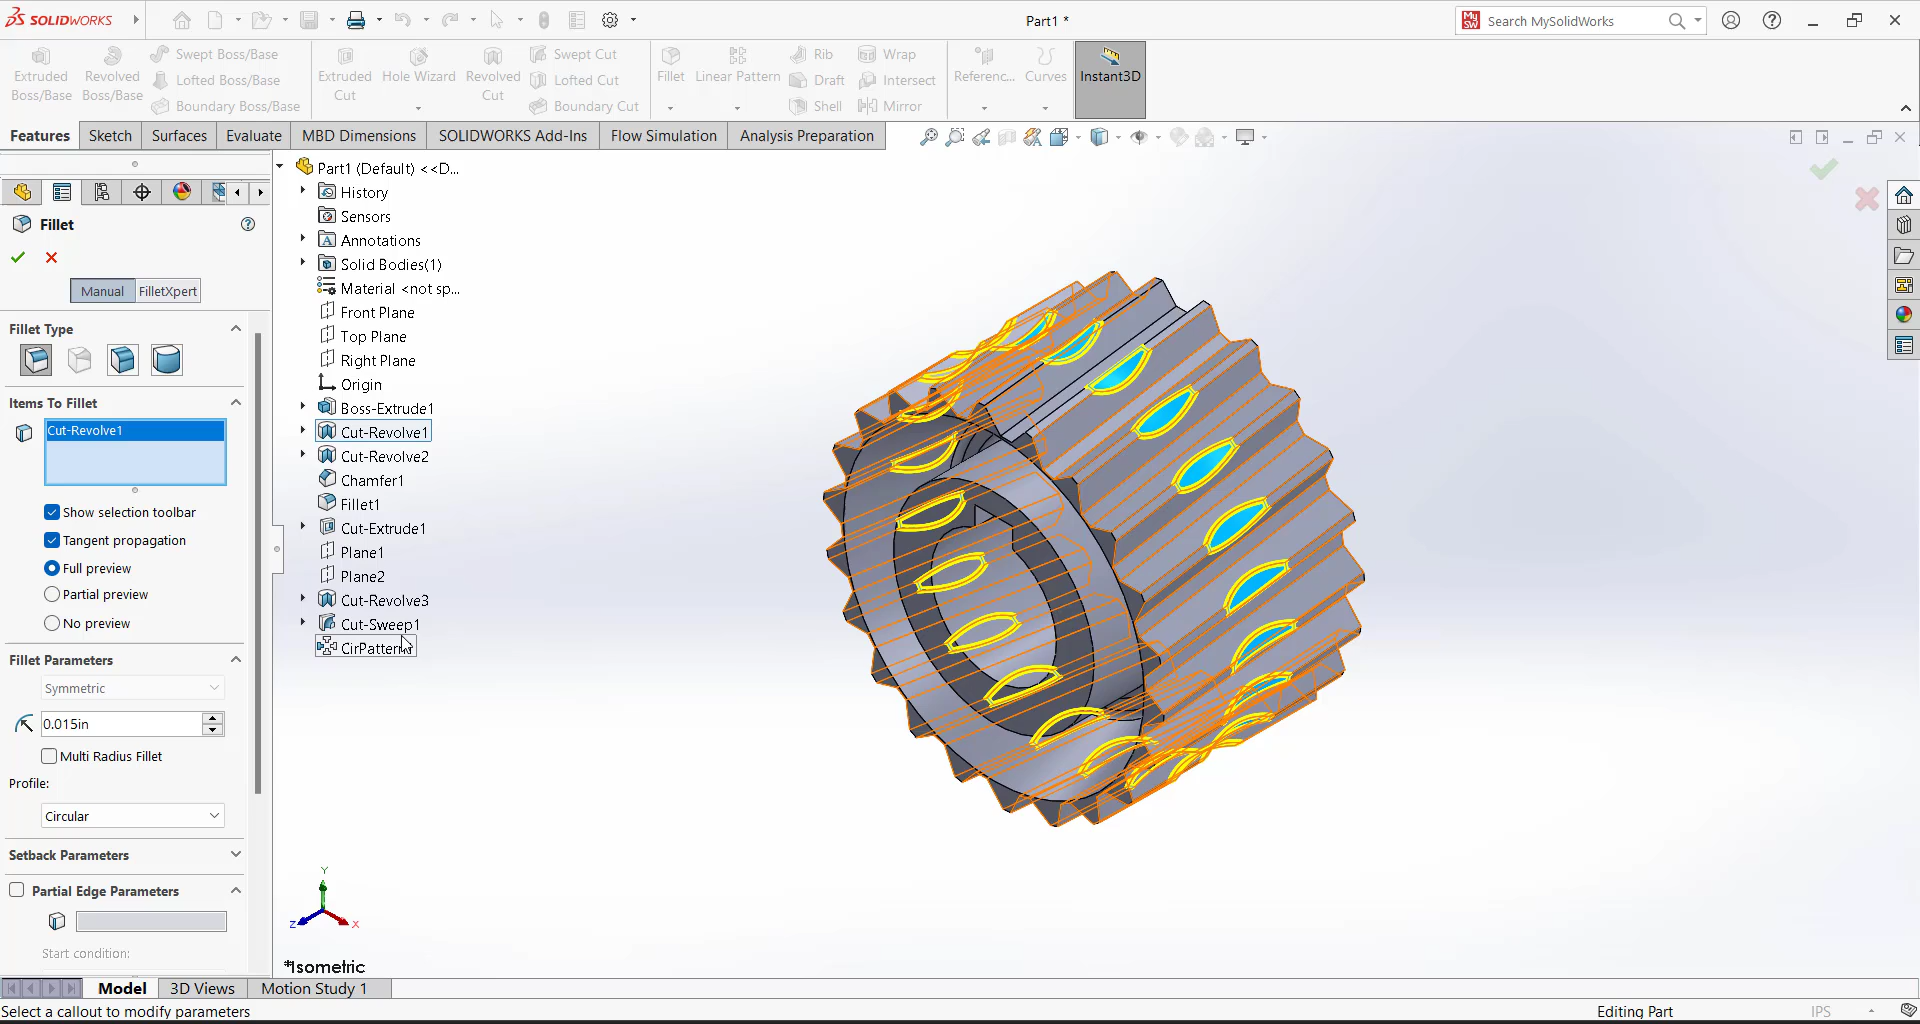 SOLIDWORKS
Part1 *
Search MySolidWorks
Extruded Boss/Base
Revolved Boss/Base
Swept Boss/Base
Lofted Boss/Base
Boundary Boss/Base
Extruded Cut
Hole Wizard
Revolved Cut
Swept Cut
Lofted Cut
Boundary Cut
Fillet
Linear Pattern
Rib
Draft
Shell
Wrap
Intersect
Mirror
Referenc...
Curves
Instant3D
Features
Sketch
Surfaces
Evaluate
MBD Dimensions
SOLIDWORKS Add-Ins
Flow Simulation
Analysis Preparation
Fillet
Manual
FilletXpert
Fillet Type
Items To Fillet
Cut-Revolve1
Show selection toolbar
Tangent propagation
Full preview
Partial preview
No preview
Fillet Parameters
Symmetric
0.015in
Multi Radius Fillet
Profile:
Circular
Setback Parameters
Partial Edge Parameters
Start condition:
Part1 (Default) <<D...
History
Sensors
Annotations
Solid Bodies(1)
Material <not sp...
Front Plane
Top Plane
Right Plane
Origin
Boss-Extrude1
Cut-Revolve1
Cut-Revolve2
Chamfer1
Fillet1
Cut-Extrude1
Plane1
Plane2
Cut-Revolve3
Cut-Sweep1
Y
Z
X
*Isometric
Model
3D Views
Motion Study 1
Select a callout to modify parameters
Editing Part
IPS